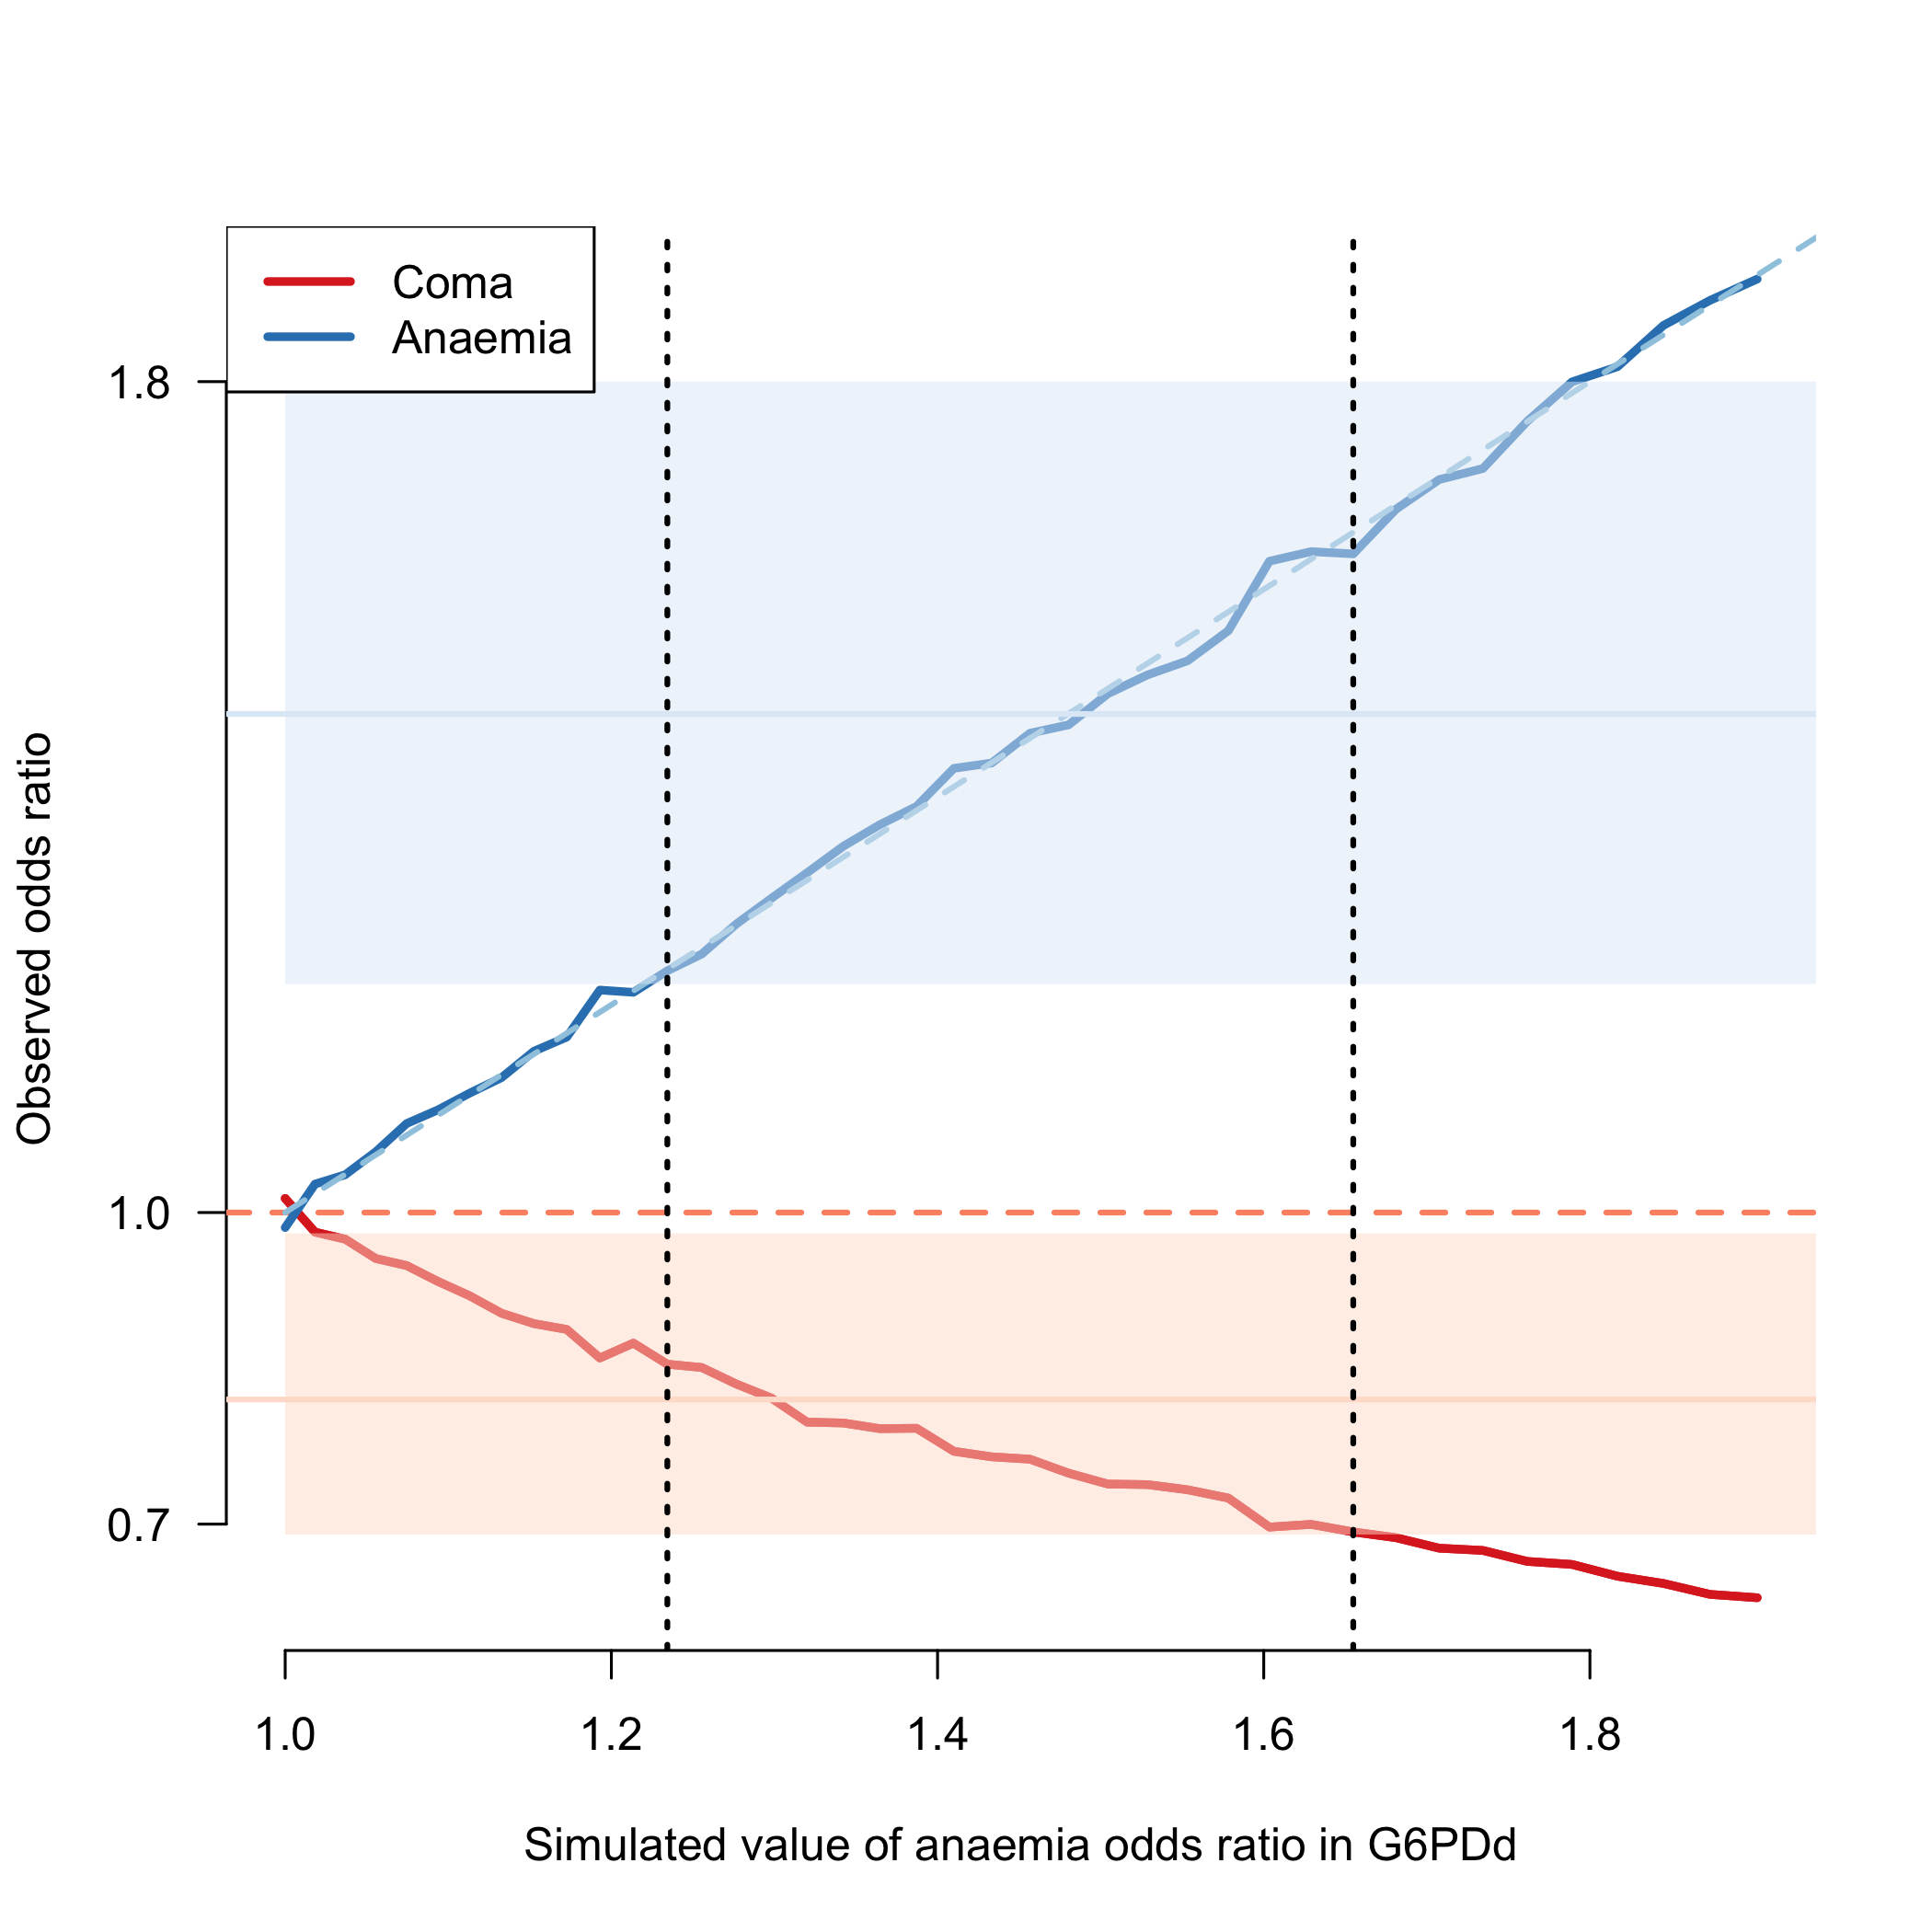 Coma
Anaemia
1.8
1.0
0.7
Observed odds ratio
1.0 1.2 1.4 1.6 1.8
Simulated value of anaemia odds ratio in G6PDd